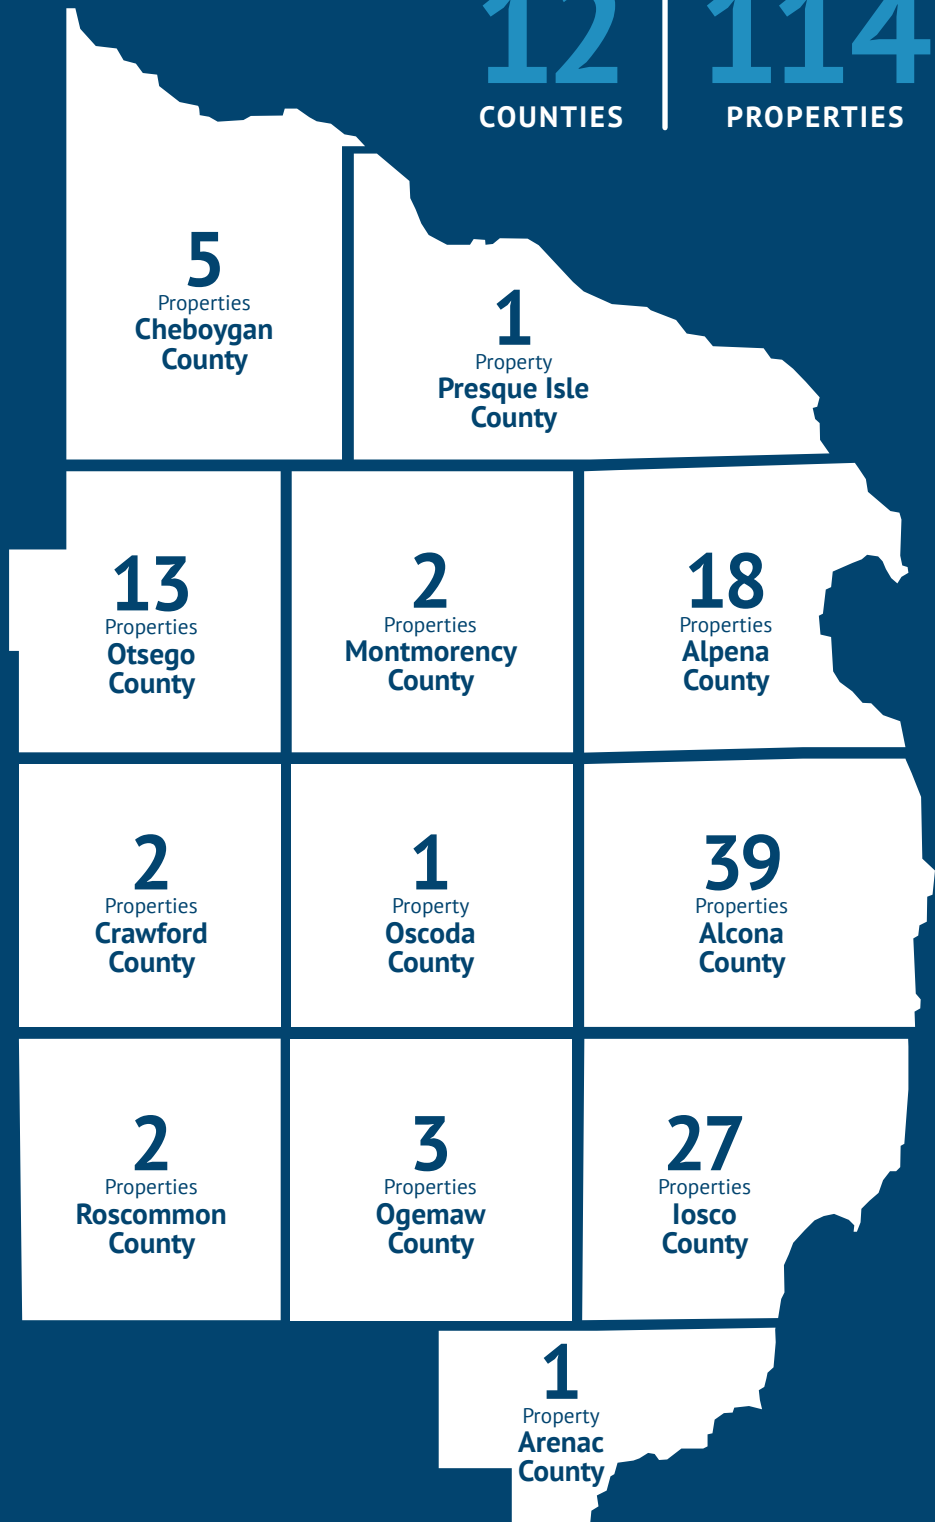 12
COUNTIES
114
PROPERTIES
5
Properties
Cheboygan
County
1
Property
Presque Isle
County
13
Properties
Otsego
County
2
Properties
Montmorency
County
18
Properties
Alpena
County
2
Properties
Crawford
County
1
Property
Oscoda
County
39
Properties
Alcona
County
2
Properties
Roscommon
County
3
Properties
Ogemaw
County
27
Properties
Iosco
County
1
Property
Arenac
County